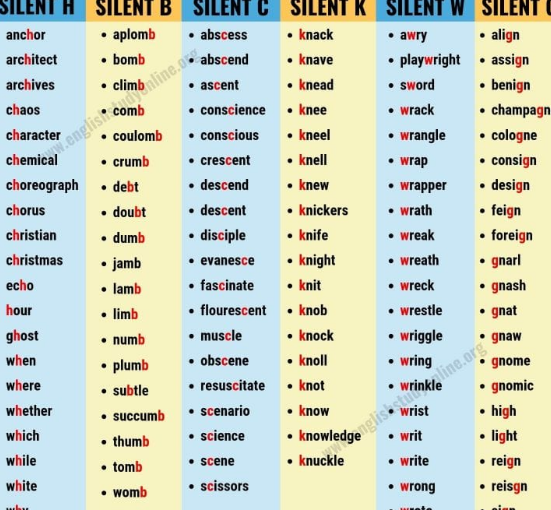 SILENT H
anchor
architect
archives
chaos
character
chemical
choreograph
chorus
christian
christmas
echo
hour
ghost
when
where
whether
which
while
white
why
SILENT B
• aplomb
• bomb
• climb
• comb
• coulomb
• crumb
• debt
• doubt
• dumb
• jamb
• lamb
• limb
• numb
• plumb
• subtle
• succumb
• thumb
• tomb
• womb
SILENT C
• abscess
• abscend
• ascent
• conscience
• conscious
• crescent
• descend
• descent
• disciple
• evanesce
• fascinate
• flourescent
• muscle
• obscene
• resuscitate
• scenario
• science
• scene
• scissors
SILENT K
• knack
• knave
• knead
• knee
• kneel
• knell
• knew
• knickers
• knife
• knight
• knit
• knob
• knock
• knoll
• knot
• know
• knowledge
• knuckle
SILENT W
• awry
• playwright
• sword
• wrack
• wrangle
• wrap
• wrapper
• wrath
• wreak
• wreath
• wreck
• wrestle
• wriggle
• wring
• wrinkle
• wrist
• writ
• write
• wrong
SILENT
• align
• assign
• benign
• champagn
• cologne
• consign
• design
• feign
• foreign
• gnarl
• gnash
• gnat
• gnaw
• gnome
• gnomic
• high
• light
• reign
• reisgn
www.englishstudyonline.org
www.englishstudyonline.org